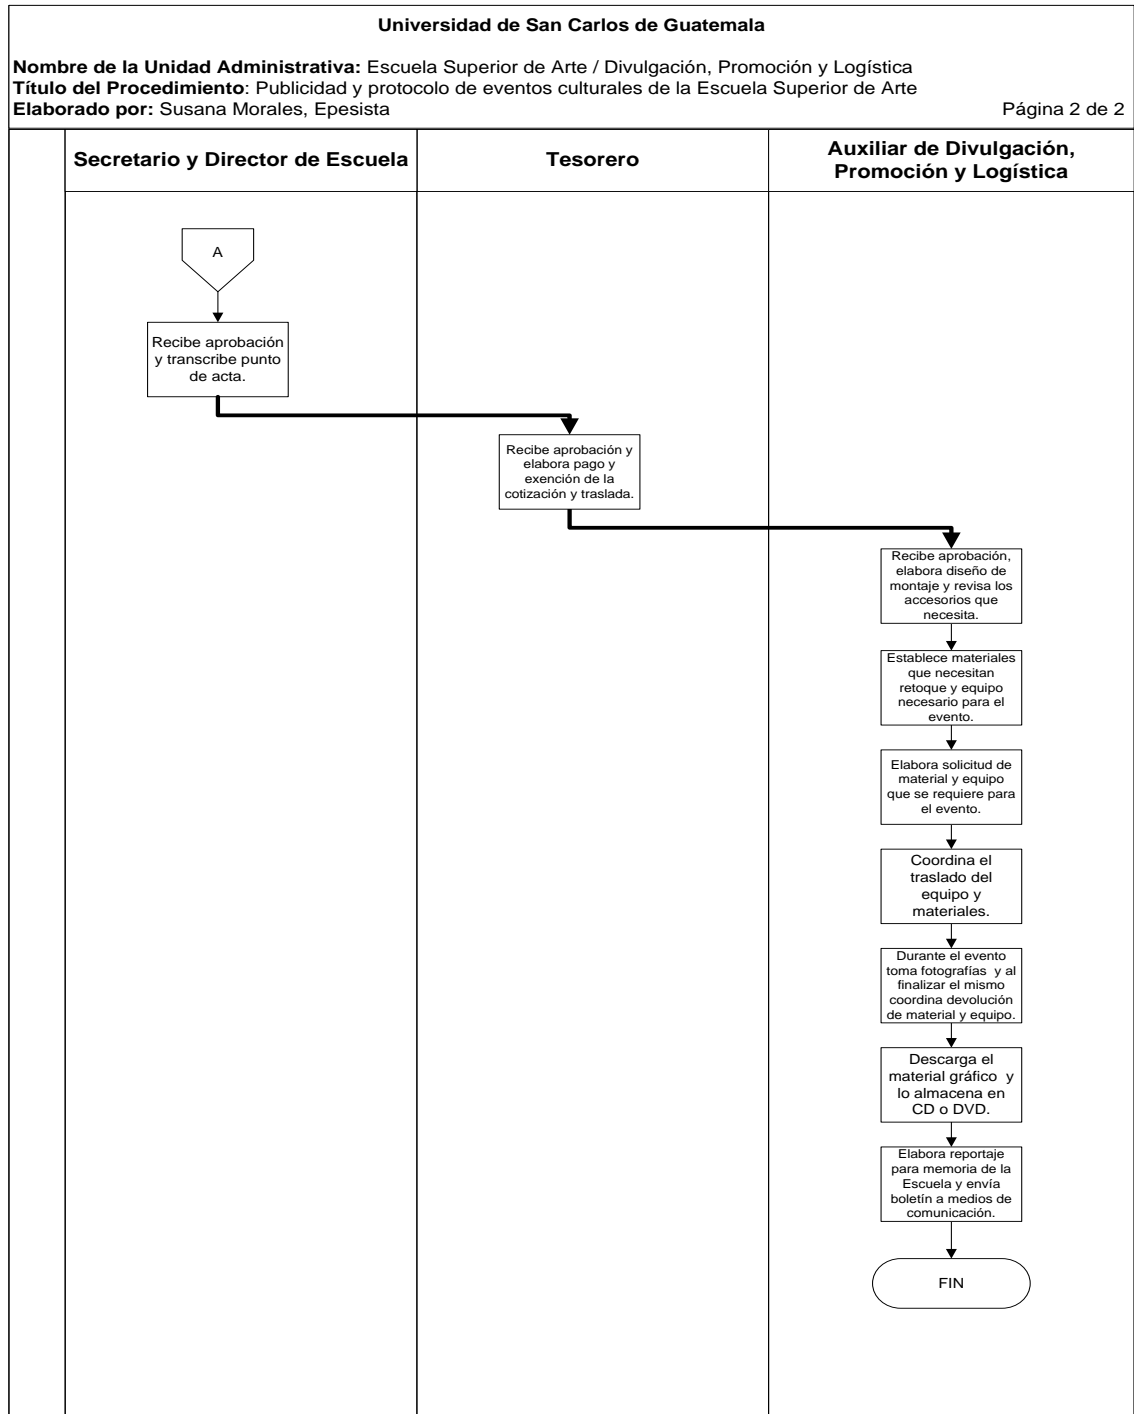 Universidad de San Carlos de Guatemala
Nombre de la Unidad Administrativa: Escuela Superior de Arte / Divulgación, Promoción y Logística
Título del Procedimiento: Publicidad y protocolo de eventos culturales de la Escuela Superior de Arte
Elaborado por: Susana Morales, Epesista
Página 2 de 2
Secretario y Director de Escuela
Tesorero
Auxiliar de Divulgación,
Promoción y Logística
A
Recibe aprobación
y transcribe punto
de acta.
Recibe aprobación y
elabora pago y
exención de la
cotización y traslada.
Recibe aprobación,
elabora diseño de
montaje y revisa los
accesorios que
necesita.
Establece materiales
que necesitan
retoque y equipo
necesario para el
evento.
Elabora solicitud de
material y equipo
que se requiere para
el evento.
Coordina el
traslado del
equipo y
materiales.
Durante el evento
toma fotografías  y al
finalizar el mismo
coordina devolución
de material y equipo.
Descarga el
material gráfico  y
lo almacena en
CD o DVD.
Elabora reportaje
para memoria de la
Escuela y envía
boletín a medios de
comunicación.
FIN